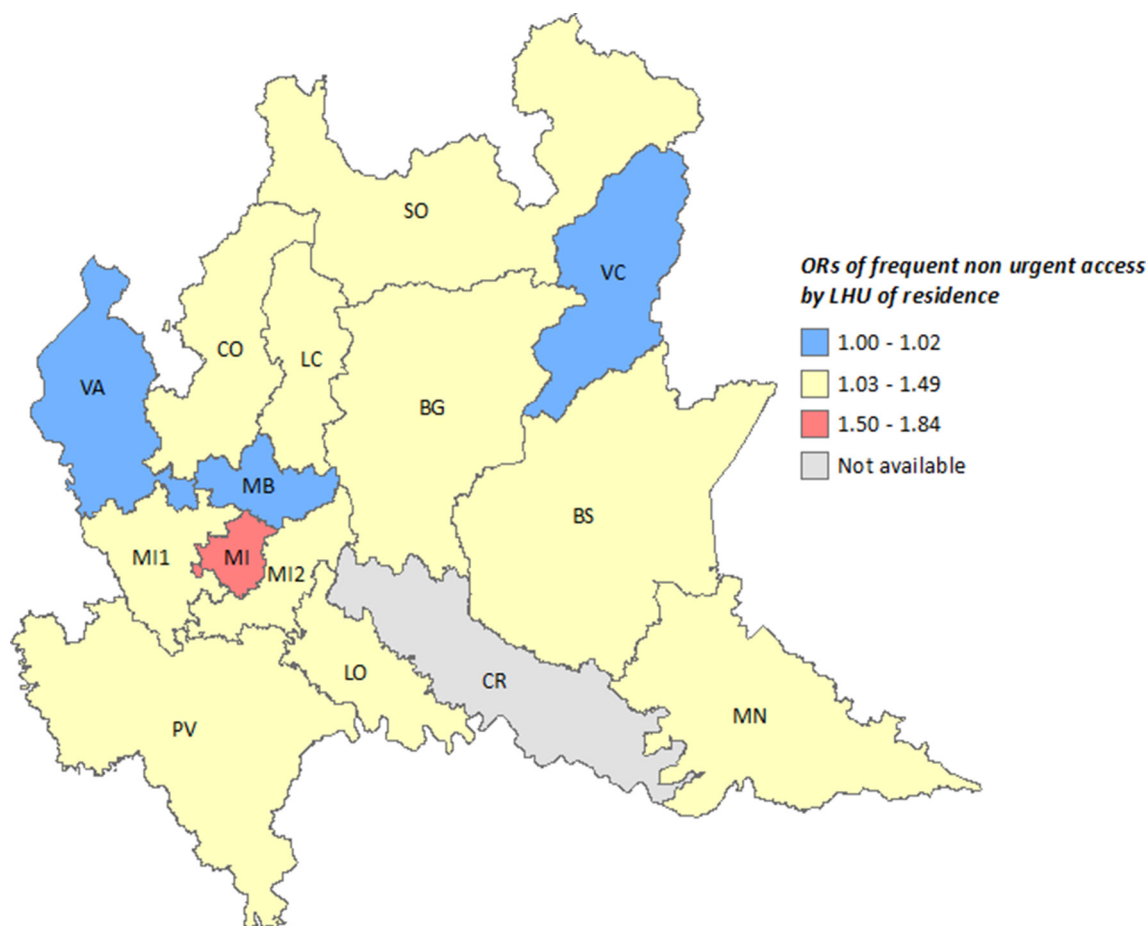 SO
VC
ORs of frequent non urgent access
by LHU of residence
1.00 - 1.02
1.03 - 1.49
1.50 - 1.84
Not available
CO
LC
VA
BG
MB
BS
MI1
MI
MI2
LO
CR
PV
MN